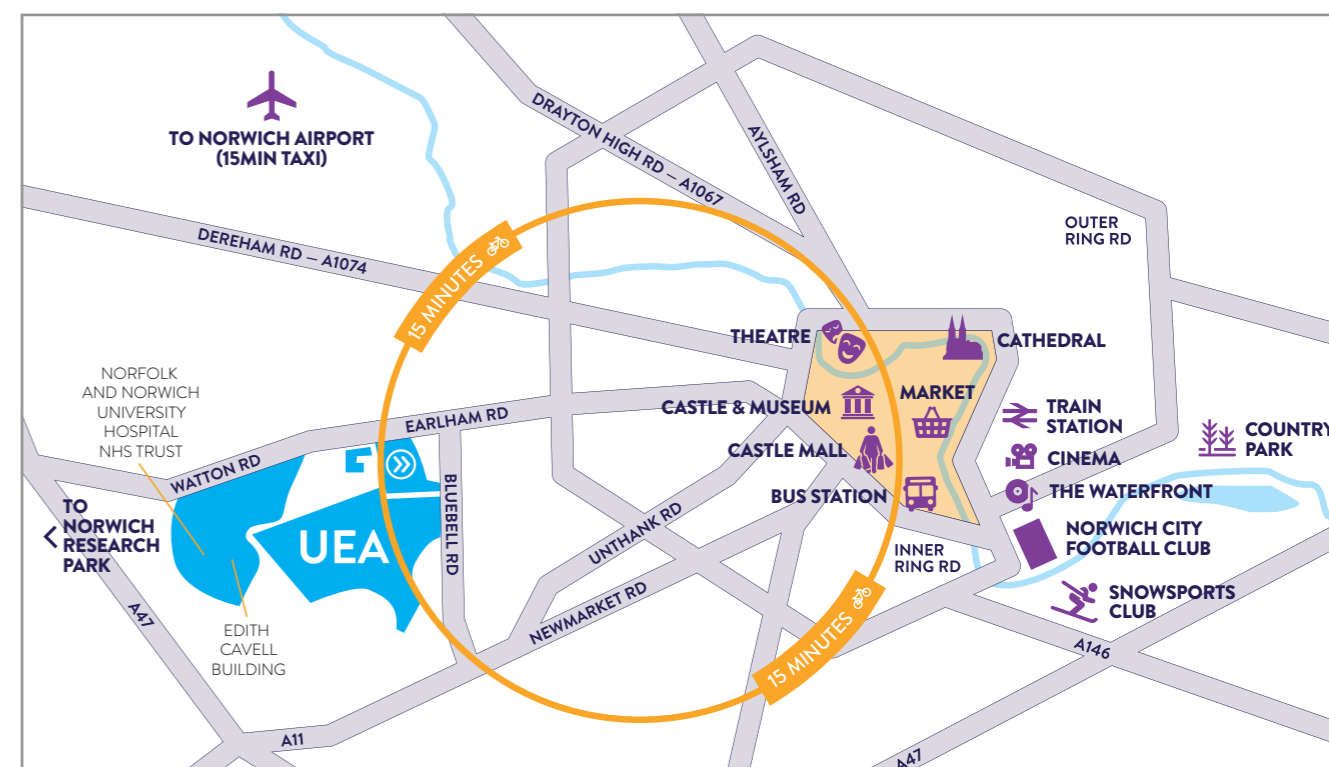 TO NORWICH AIRPORT
(15MIN TAXI)
DRAYTON HIGH RD – A1067
AYLSHAM RD
OUTER
RING RD
DEREHAM RD – A1074
15 MINUTES
THEATRE
CATHEDRAL
MARKET
CASTLE & MUSEUM
CASTLE MALL
BUS STATION
TRAIN
STATION
CINEMA
THE WATERFRONT
COUNTRY
PARK
NORWICH CITY
FOOTBALL CLUB
SNOWSPORTS
CLUB
INNER
RING RD
NORFOLK
AND NORWICH
UNIVERSITY
HOSPITAL
NHS TRUST
WATTON RD
EARLHAM RD
BLUEBELL RD
UEA
UNTHANK RD
NEWMARKET RD
TO
NORWICH
RESEARCH
PARK
A47
EDITH
CAVELL
BUILDING
15 MINUTES
A146
A11
A47